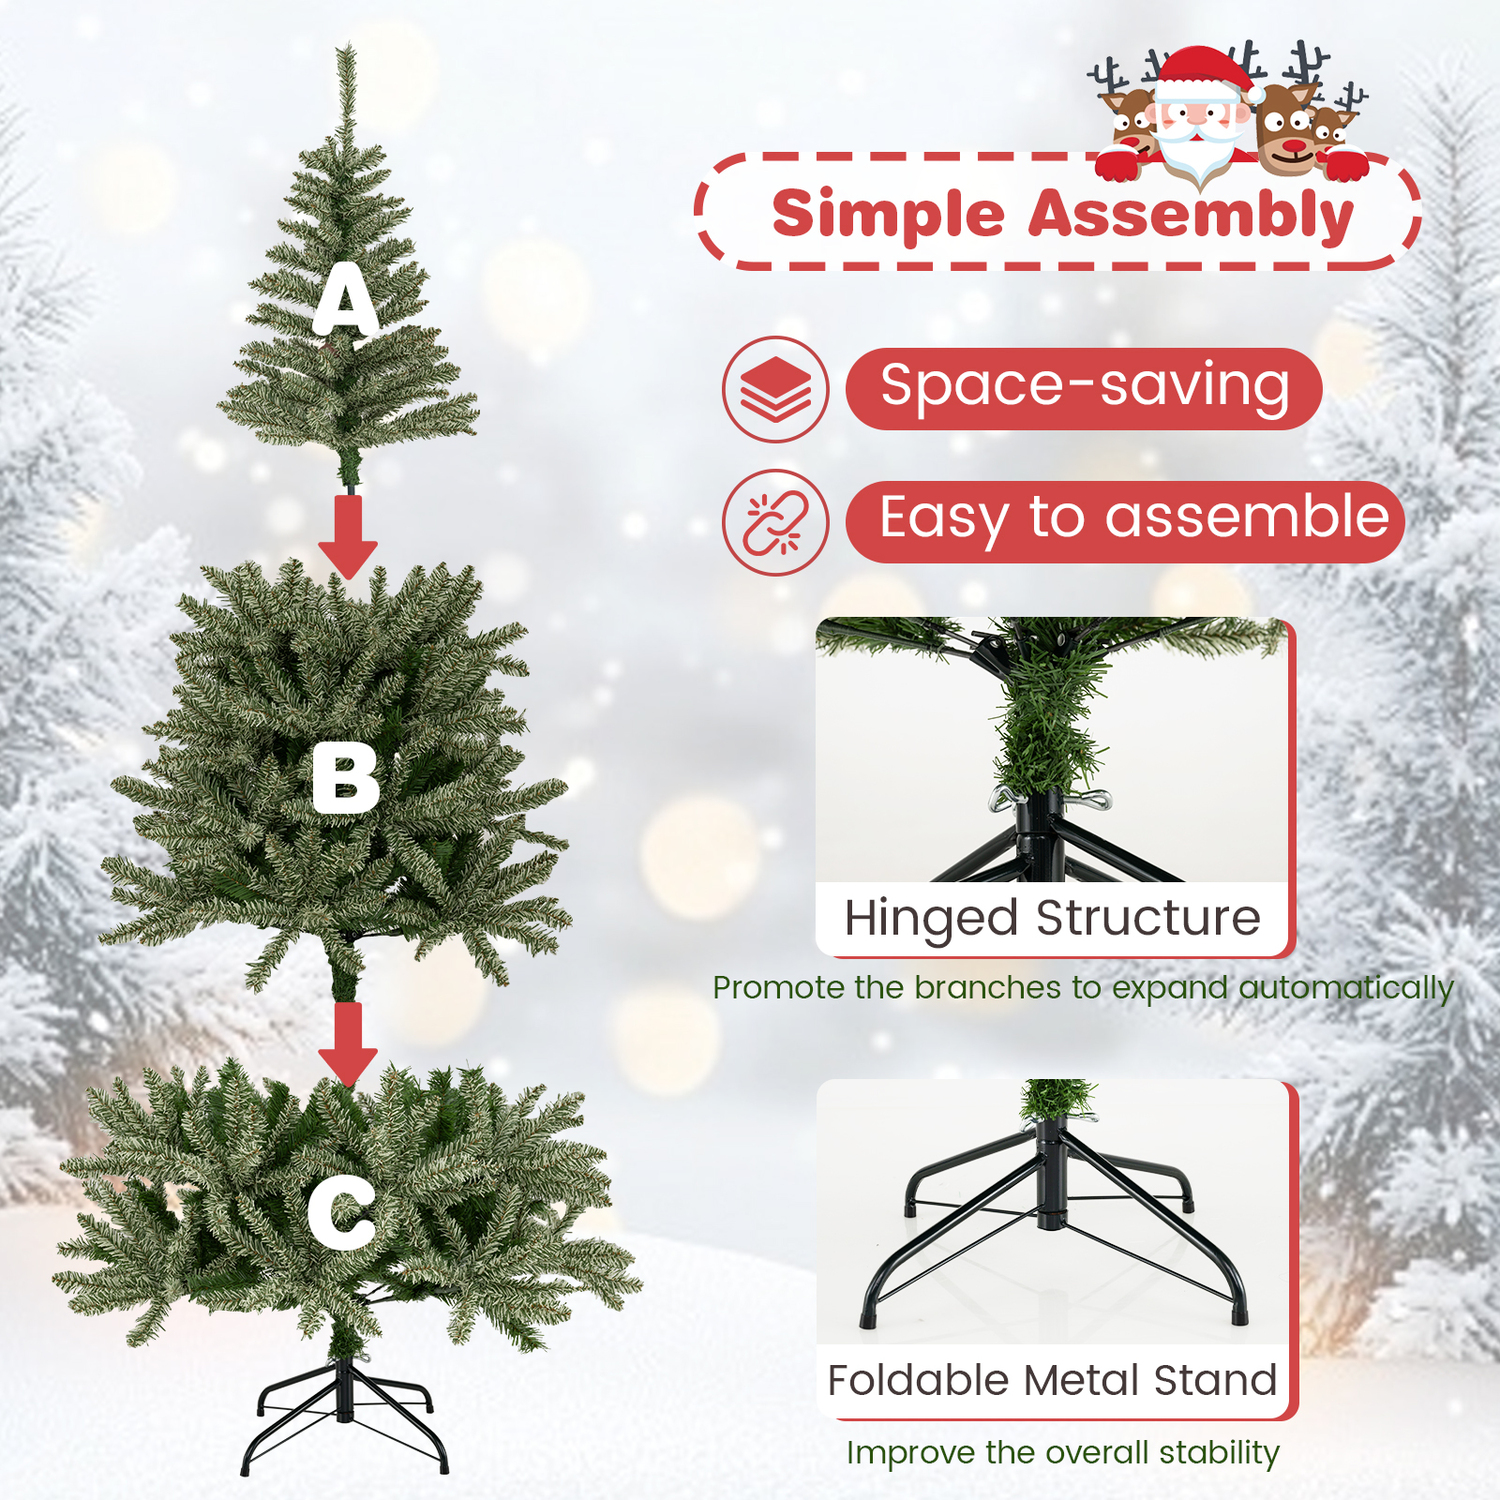 Simple Assembly
Space-saving
Easy to assemble
A
B
C
Hinged Structure
Promote the branches to expand automatically
Foldable Metal Stand
Improve the overall stability